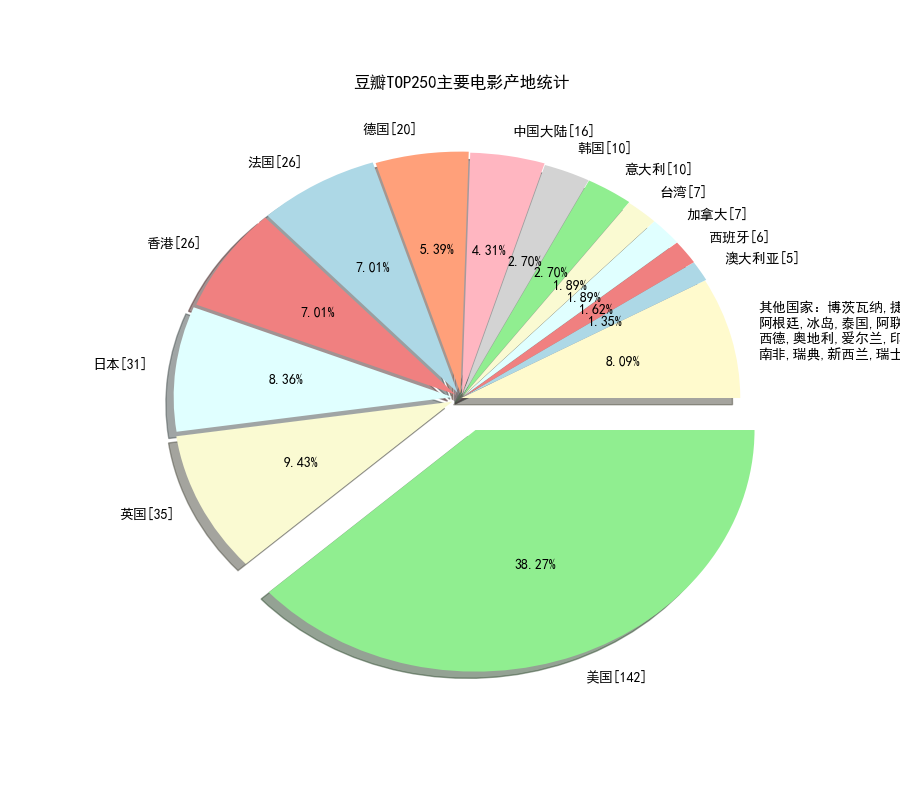 豆瓣TOP250主要电影产地统计
德国[20]
中国大陆[16]
韩国[10]
法国[26]
意大利[10]
台湾[7]
加拿大[7]
香港[26]
西班牙[6]
澳大利亚[5]
5.39%
4.31%
2.70%
7.01%
2.70%
1.89%
1.89%
7.01%
1.62%
1.35%
其他国家: 博茨瓦纳, 捷
阿根廷, 冰岛, 泰国, 阿联
西德, 奥地利, 爱尔兰, 印
南非, 瑞典, 新西兰, 瑞士
日本[31]
8.36%
8.09%
9.43%
英国[35]
38.27%
美国[142]